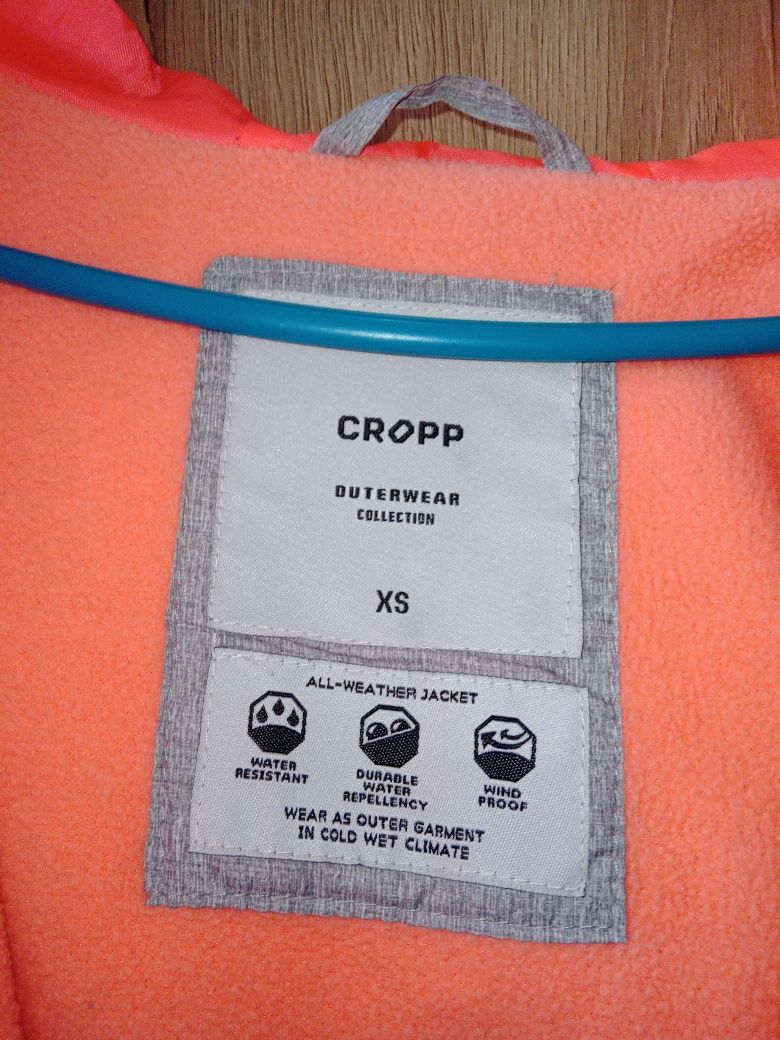 CROPP
OUTERWEAR
COLLECTION
XS
ALL-WEATHER JACKET
WATER
RESISTANT
DURABLE
WATER
REPELLENCY
WIND
PROOF
WEAR AS OUTER GARMENT
IN COLD WET CLIMATE